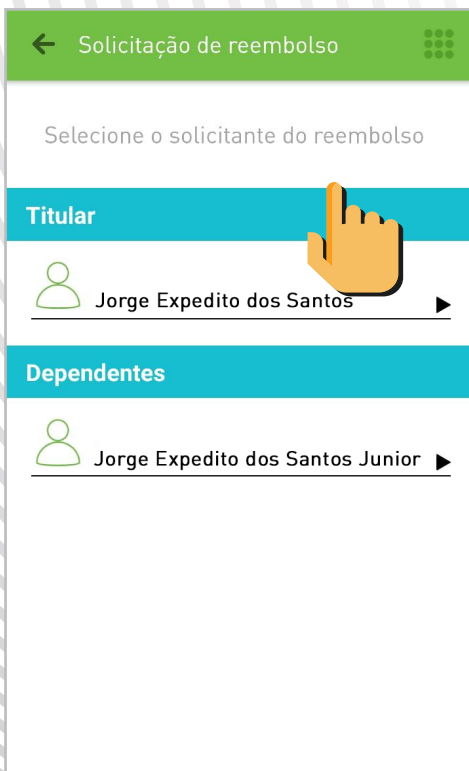 Solicitação de reembolso
Selecione o solicitante do reembolso
Titular
Jorge Expedito dos Santos
Dependentes
Jorge Expedito dos Santos Junior